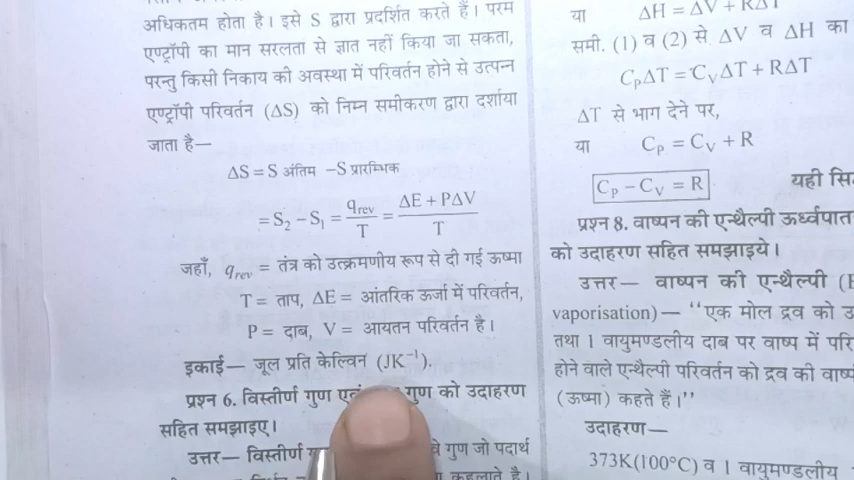 अधिकतम होता है। इसे S द्वारा प्रदर्शित करते हैं। परम
एण्ट्रॉपी का मान सरलता से ज्ञात नहीं किया जा सकता,
परन्तु किसी निकाय की अवस्था में परिवर्तन होने से उत्पन्न
एण्ट्रॉपी परिवर्तन (ΔS) को निम्न समीकरण द्वारा दर्शाया
जाता है—
ΔS = S अंतिम –S प्रारम्भिक
= S₂ – S₁ = q_rev/T = (ΔE + PΔV)/T
जहाँ, q_rev = तंत्र को उत्क्रमणीय रूप से दी गई ऊष्मा
T = ताप, ΔE = आंतरिक ऊर्जा में परिवर्तन,
P = दाब, V = आयतन परिवर्तन है।
इकाई— जूल प्रति केल्विन (JK⁻¹).
प्रश्न 6. विस्तीर्ण गुण गुण को उदाहरण
सहित समझाइए।
उत्तर— विस्तीर्ण वे गुण जो पदार्थ
कहलाते है।
या ΔH = ΔV + RΔT
समी. (1) व (2) से ΔV व ΔH का
C_PΔT = C_VΔT + RΔT
ΔT से भाग देने पर,
या C_P = C_V + R
C_P – C_V = R यही
प्रश्न 8. वाष्पन की एन्थैल्पी
को उदाहरण सहित समझाइये।
उत्तर— वाष्पन की एन्थैल्पी
vaporisation)— “एक मोल द्रव को
तथा 1 वायुमण्डलीय दाब पर वाष्प में
होने वाले एन्थैल्पी परिवर्तन को द्रव की
(ऊष्मा) कहते हैं।”
उदाहरण—
373K(100°C) व 1 वायुमण्डलीय